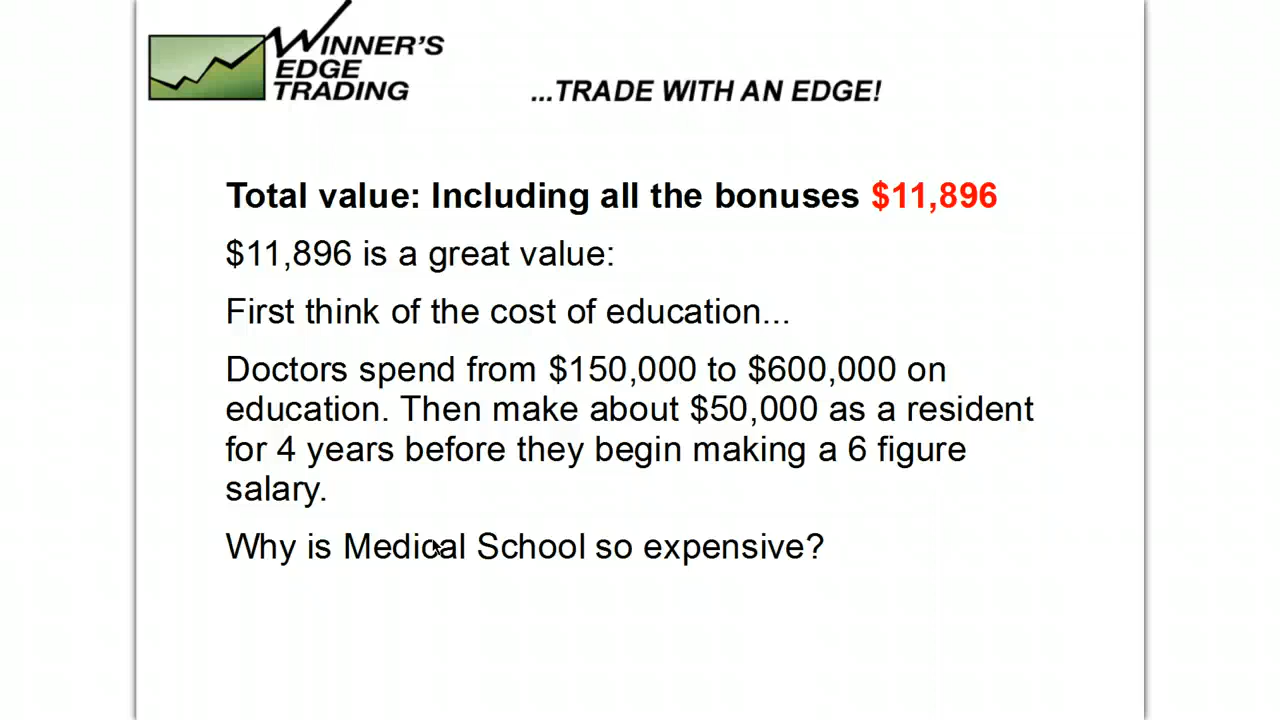 WINNER'S
EDGE
TRADING
...TRADE WITH AN EDGE!
Total value: Including all the bonuses $11,896
$11,896 is a great value:
First think of the cost of education...
Doctors spend from $150,000 to $600,000 on
education. Then make about $50,000 as a resident
for 4 years before they begin making a 6 figure
salary.
Why is Medical School so expensive?